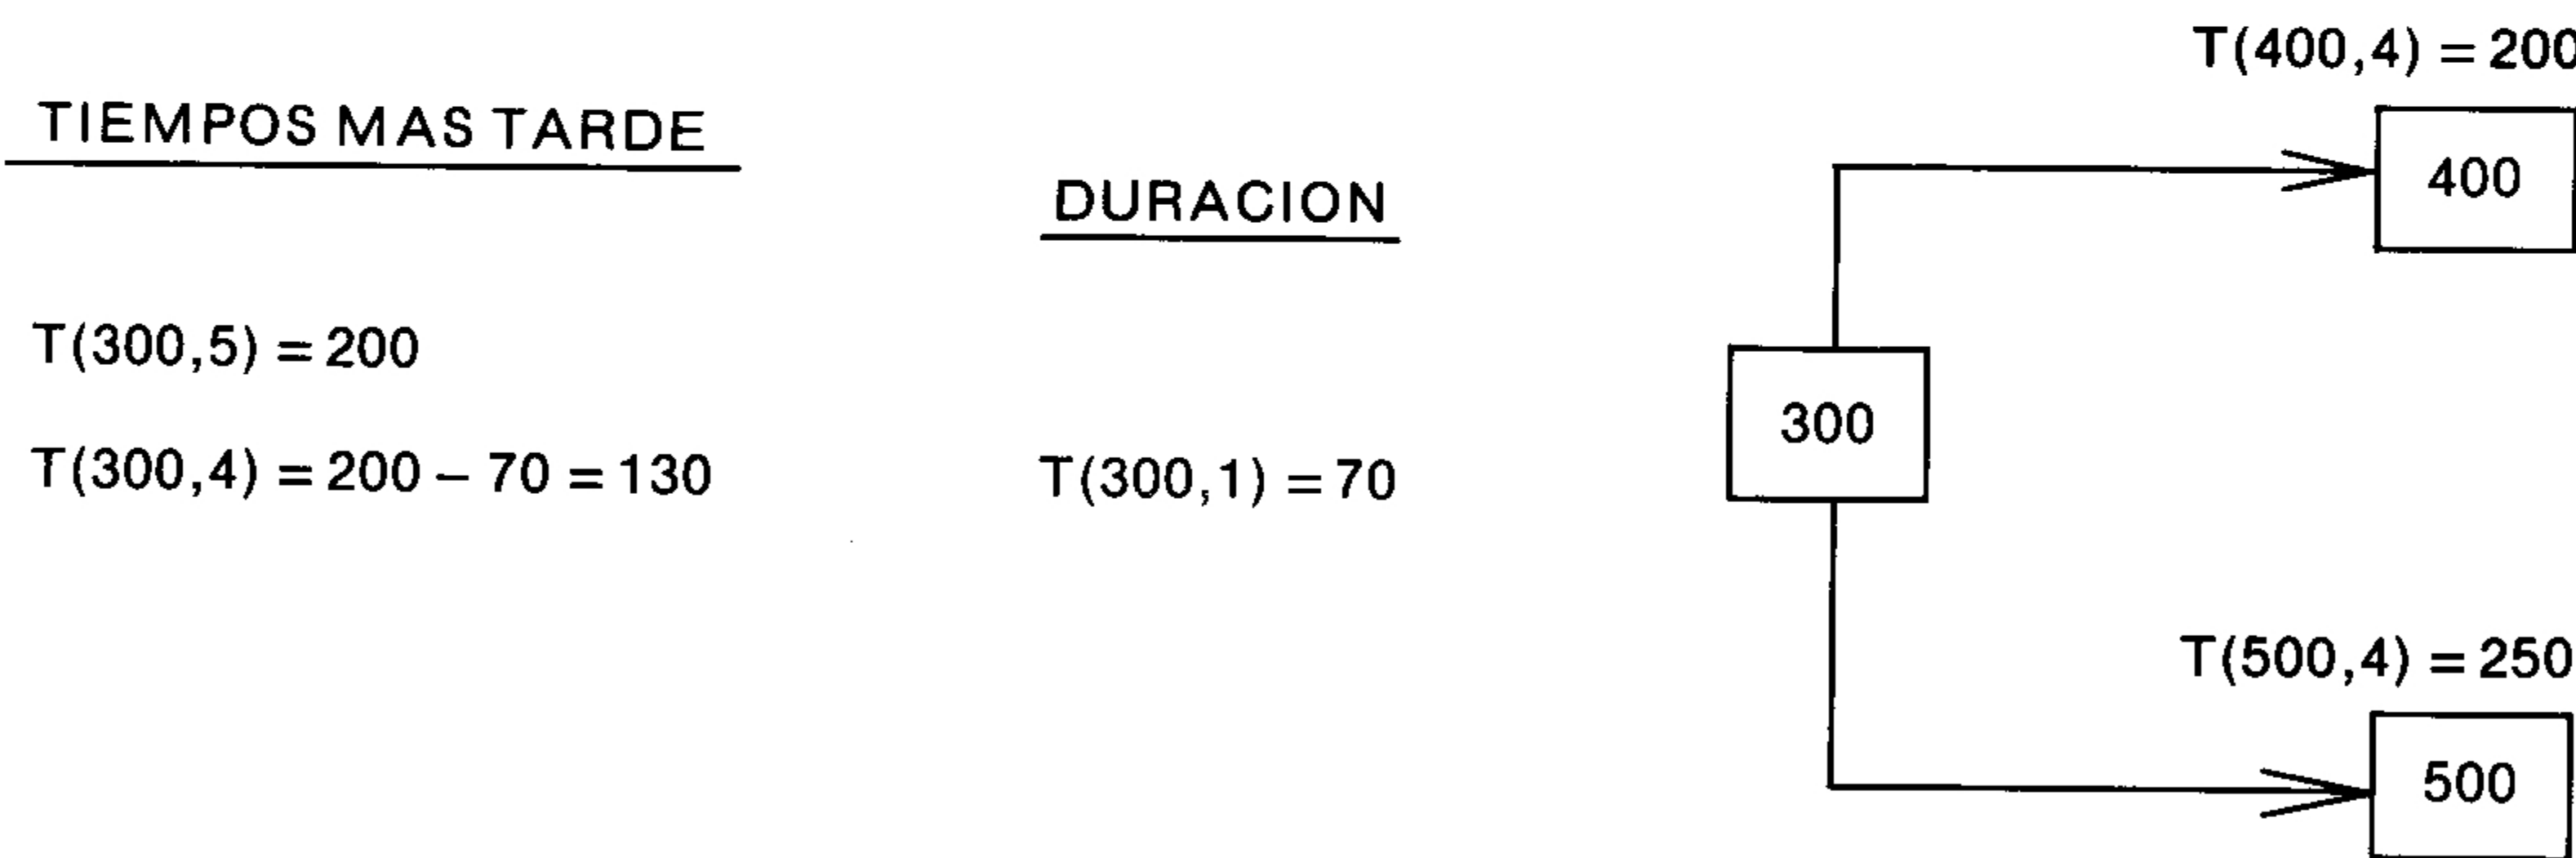 T(400,4) = 200
TIEMPOS MAS TARDE
400
DURACION
T(300,5) = 200
300
T(300,4) = 200 – 70 = 130
T(300,1) = 70
T(500,4) = 250
500